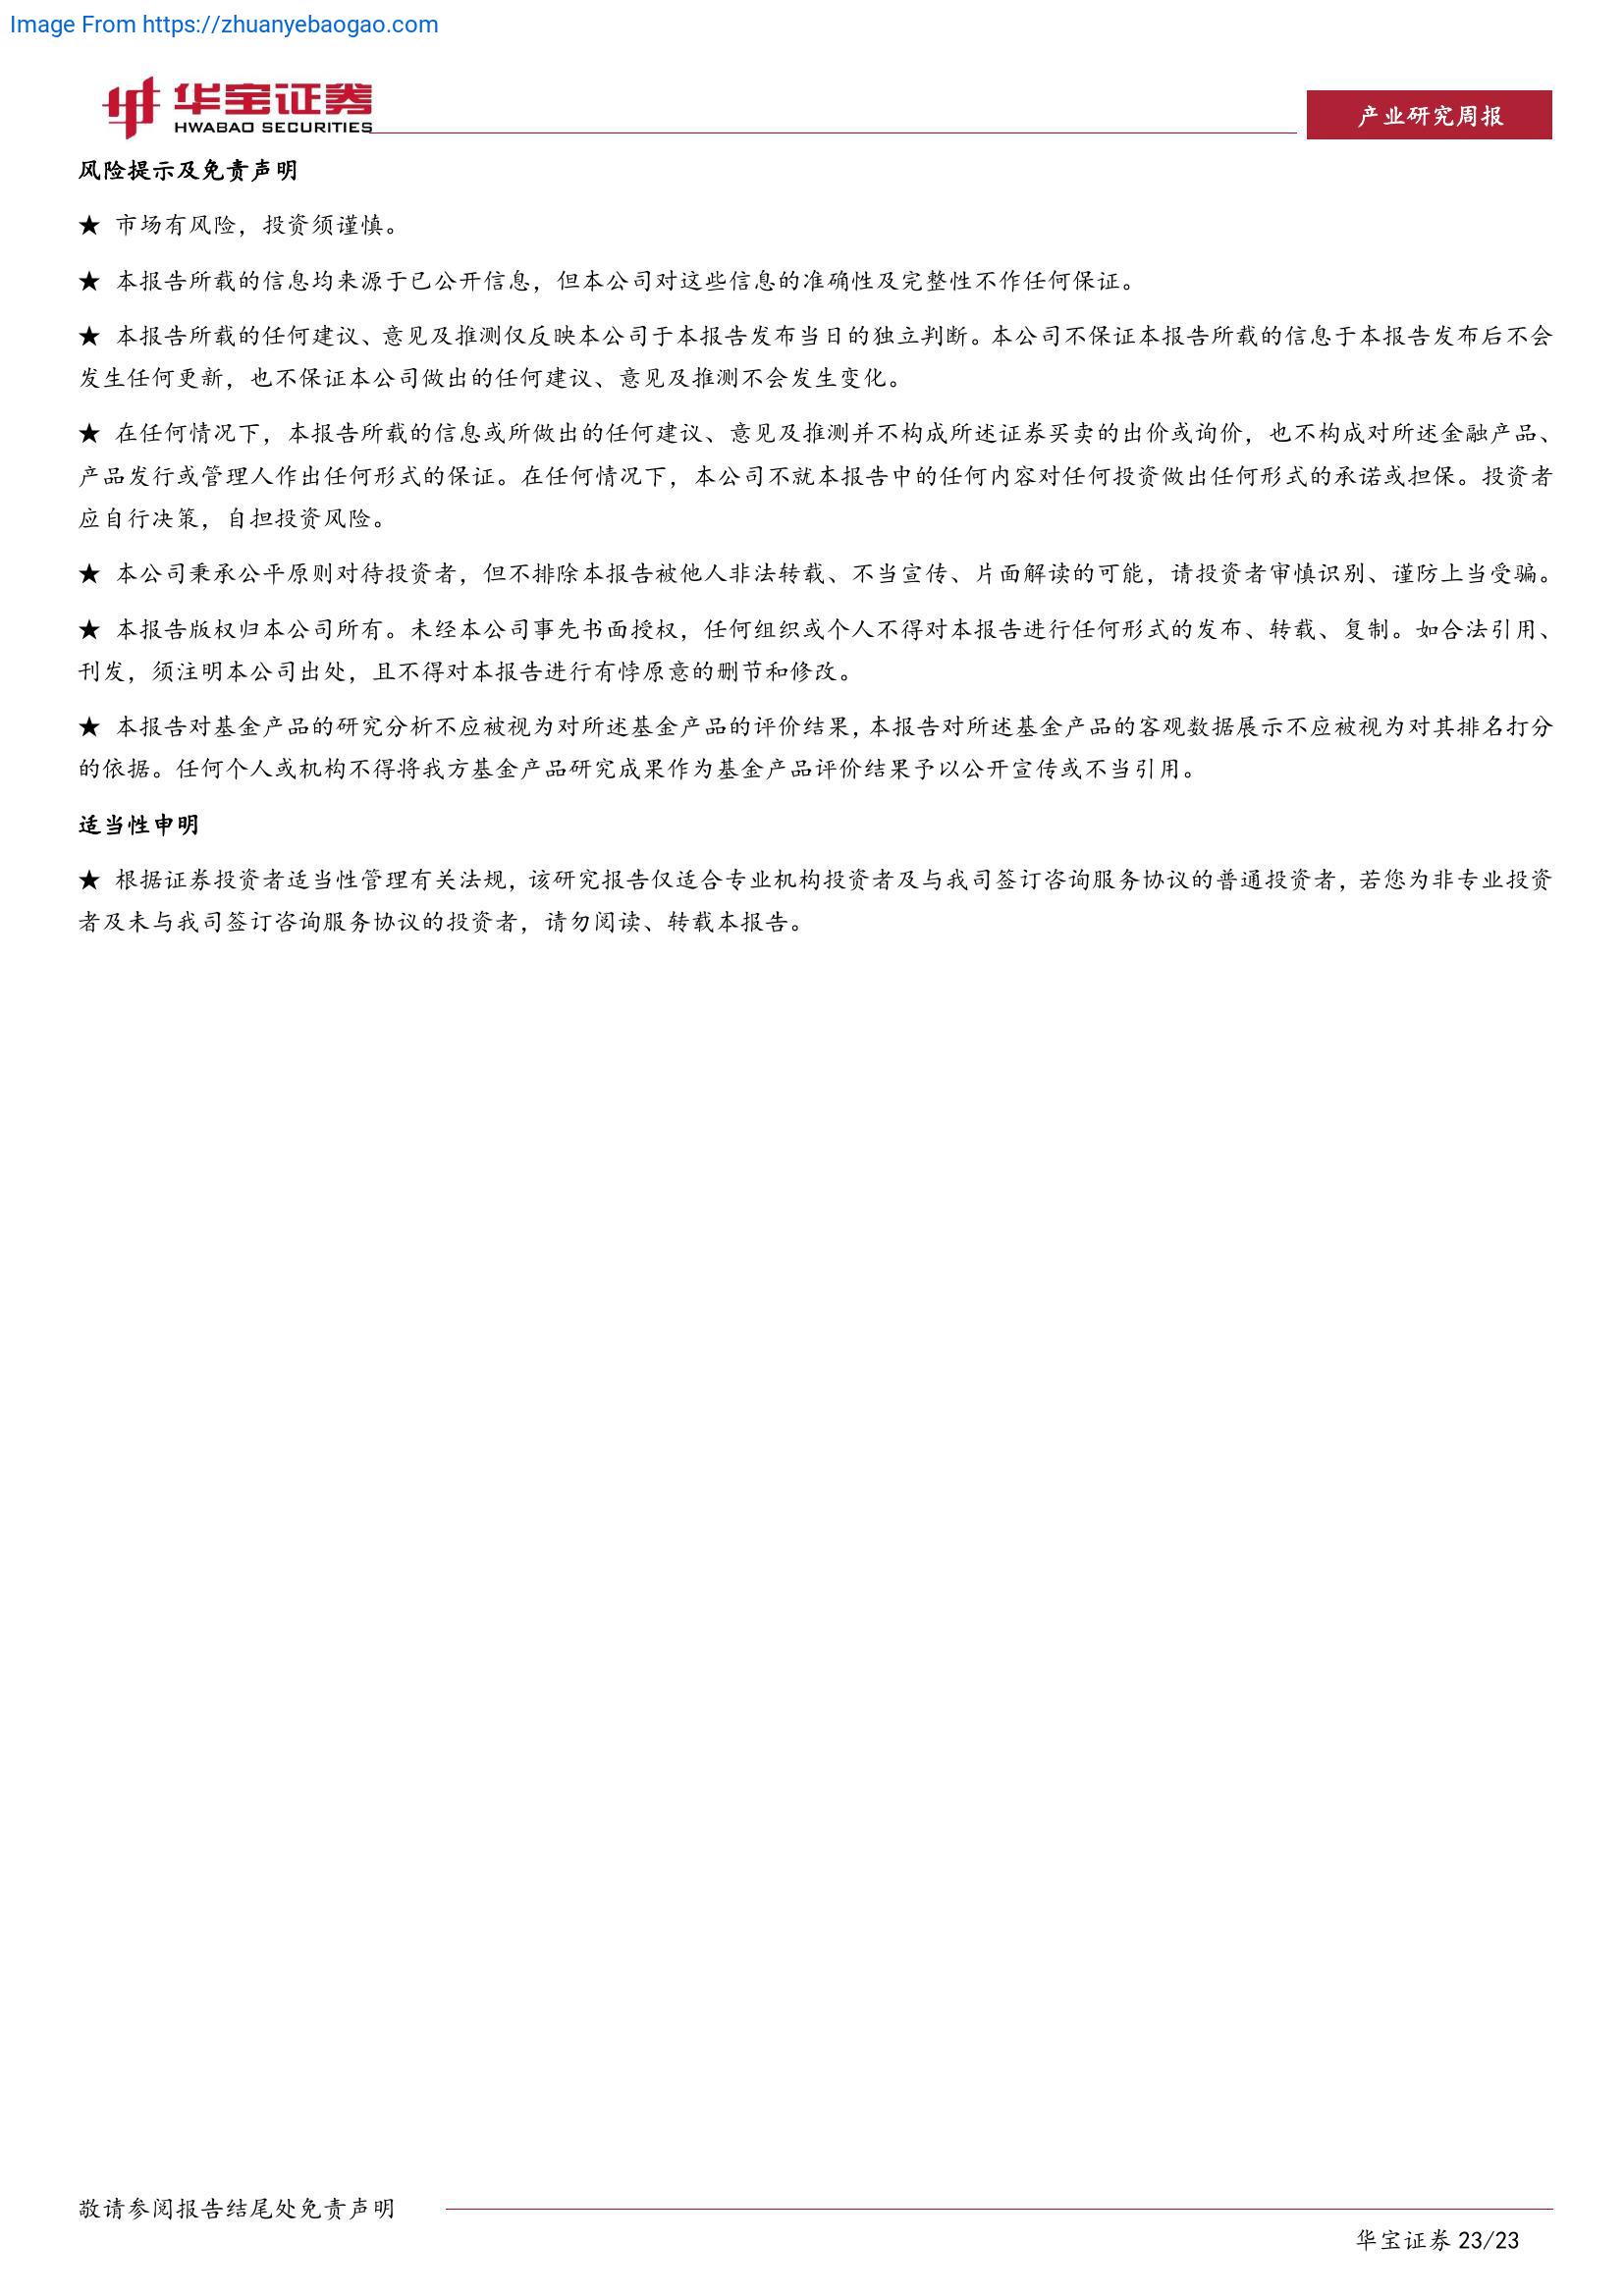 Image From https://zhuanyebaogao.com
华宝证券
HWABAO SECURITIES
产业研究周报
风险提示及免责声明
★ 市场有风险，投资须谨慎。
★ 本报告所载的信息均来源于已公开信息，但本公司对这些信息的准确性及完整性不作任何保证。
★ 本报告所载的任何建议、意见及推测仅反映本公司于本报告发布当日的独立判断。本公司不保证本报告所载的信息于本报告发布后不会
发生任何更新，也不保证本公司做出的任何建议、意见及推测不会发生变化。
★ 在任何情况下，本报告所载的信息或所做出的任何建议、意见及推测并不构成所述证券买卖的出价或询价，也不构成对所述金融产品、
产品发行或管理人作出任何形式的保证。在任何情况下，本公司不就本报告中的任何内容对任何投资做出任何形式的承诺或担保。投资者
应自行决策，自担投资风险。
★ 本公司秉承公平原则对待投资者，但不排除本报告被他人非法转载、不当宣传、片面解读的可能，请投资者审慎识别、谨防上当受骗。
★ 本报告版权归本公司所有。未经本公司事先书面授权，任何组织或个人不得对本报告进行任何形式的发布、转载、复制。如合法引用、
刊发，须注明本公司出处，且不得对本报告进行有悖原意的删节和修改。
★ 本报告对基金产品的研究分析不应被视为对所述基金产品的评价结果，本报告对所述基金产品的客观数据展示不应被视为对其排名打分
的依据。任何个人或机构不得将我方基金产品研究成果作为基金产品评价结果予以公开宣传或不当引用。
适当性申明
★ 根据证券投资者适当性管理有关法规，该研究报告仅适合专业机构投资者及与我司签订咨询服务协议的普通投资者，若您为非专业投资
者及未与我司签订咨询服务协议的投资者，请勿阅读、转载本报告。
敬请参阅报告结尾处免责声明
华宝证券 23/23